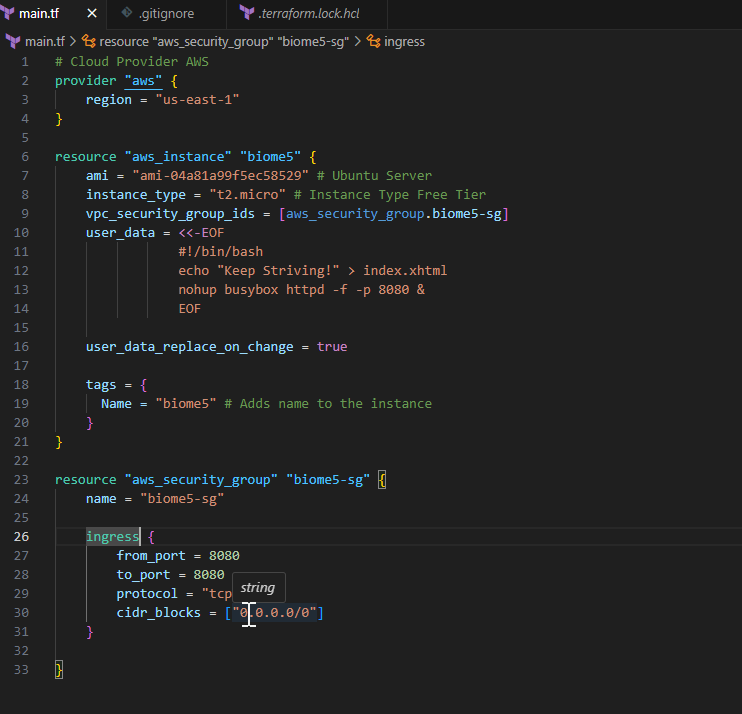 main.tf × .gitignore .terraform.lock.hcl
main.tf > resource "aws_security_group" "biome5-sg" > ingress
1 # Cloud Provider AWS
2 provider "aws" {
3 region = "us-east-1"
4 }
5
6 resource "aws_instance" "biome5" {
7 ami = "ami-04a81a99f5ec58529" # Ubuntu Server
8 instance_type = "t2.micro" # Instance Type Free Tier
9 vpc_security_group_ids = [aws_security_group.biome5-sg]
10 user_data = <<-EOF
11 #!/bin/bash
12 echo "Keep Striving!" > index.xhtml
13 nohup busybox httpd -f -p 8080 &
14 EOF
15
16 user_data_replace_on_change = true
17
18 tags = {
19 Name = "biome5" # Adds name to the instance
20 }
21 }
22
23 resource "aws_security_group" "biome5-sg" {
24 name = "biome5-sg"
25
26 ingress {
27 from_port = 8080
28 to_port = 8080
string
29 protocol = "tcp
30 cidr_blocks = ["0.0.0.0/0"]
31 }
32
33 }